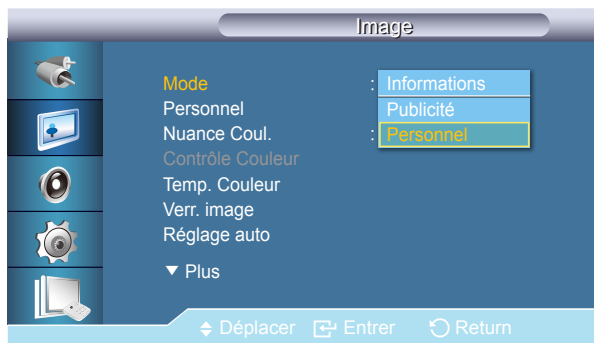 Image
Mode : Informations
Personnel Publicité
Nuance Coul. : Personnel
Contrôle Couleur
Temp. Couleur
Verr. image
Réglage auto
▼ Plus
Déplacer Entrer Return